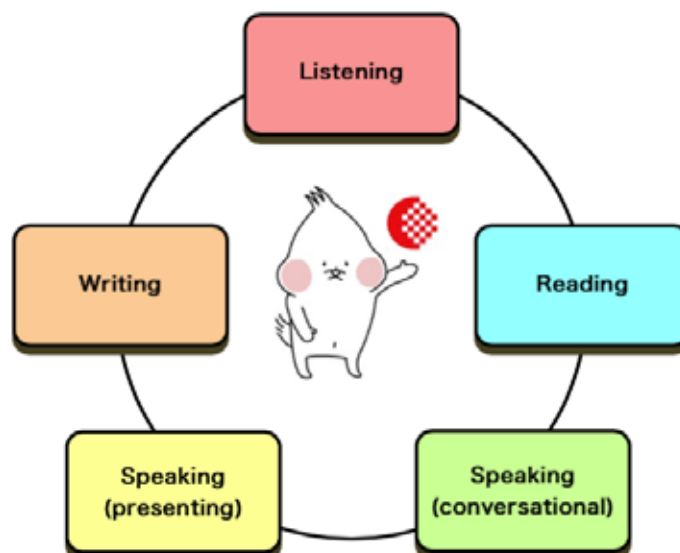 Listening
Writing
Reading
Speaking
(presenting)
Speaking
(conversational)